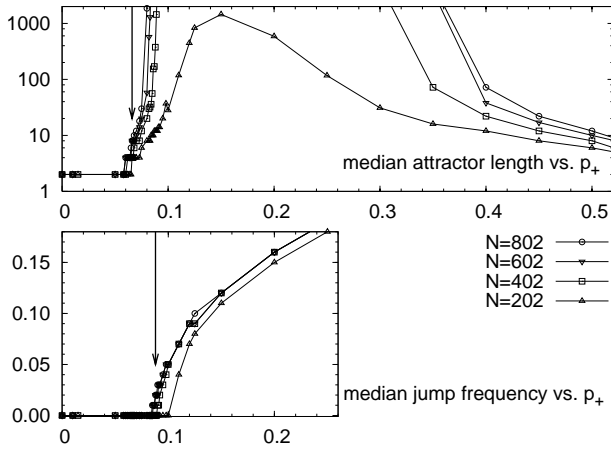 1000
100
10
1
median attractor length vs. p_+
0 0.1 0.2 0.3 0.4 0.5
0.15
0.10
0.05
0.00
0 0.1 0.2
N=802
N=602
N=402
N=202
median jump frequency vs. p_+